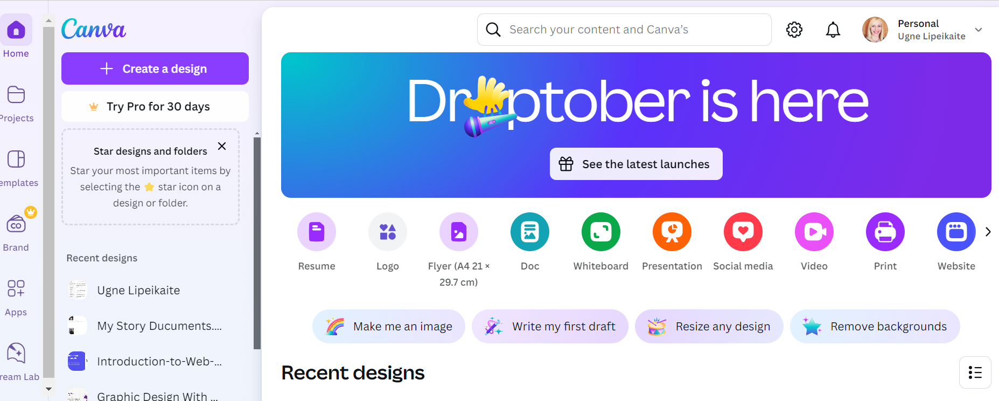 Home
Projects
emplates
CO
Brand
Apps
ream Lab
Canva
Create a design
Try Pro for 30 days
Star designs and folders
Star your most important items by
selecting the star icon on a
design or folder.
Recent designs
Ugne Lipeikaite
My Story Ducuments....
Introduction-to-Web-...
Graphic Design With ...
Search your content and Canva’s
Personal
Ugne Lipeikaite
Droptober is here
See the latest launches
Resume
Logo
Flyer (A4 21 ×
29.7 cm)
Doc
Whiteboard
Presentation
Social media
Video
Print
Website
Make me an image
Write my first draft
Resize any design
Remove backgrounds
Recent designs